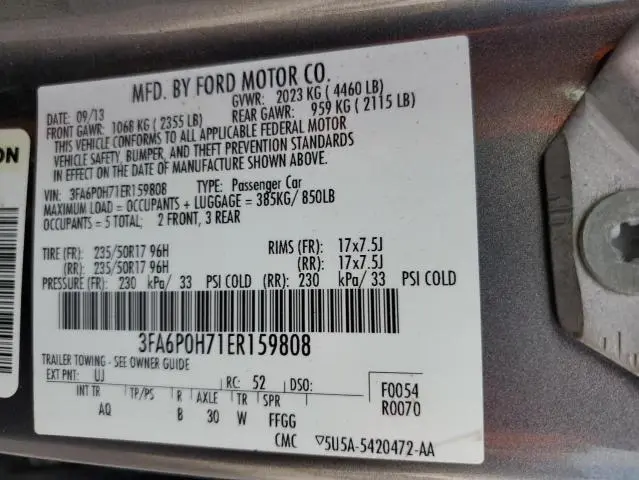 ON
MFD. BY FORD MOTOR CO.
DATE: 09/13 GVWR: 2023 KG ( 4460 LB)
FRONT GAWR: 1068 KG ( 2355 LB) REAR GAWR: 959 KG ( 2115 LB)
THIS VEHICLE CONFORMS TO ALL APPLICABLE FEDERAL MOTOR
VEHICLE SAFETY, BUMPER, AND THEFT PREVENTION STANDARDS
IN EFFECT ON THE DATE OF MANUFACTURE SHOWN ABOVE.
VIN: 3FA6P0H71ER159808 TYPE: Passenger Car
MAXIMUM LOAD = OCCUPANTS + LUGGAGE = 385KG/ 850LB
OCCUPANTS = 5 TOTAL; 2 FRONT, 3 REAR
TIRE (FR): 235/50R17 96H RIMS (FR): 17x7.5J
(RR): 235/50R17 96H (RR): 17x7.5J
PRESSURE (FR): 230 kPa/ 33 PSI COLD (RR): 230 kPa/ 33 PSI COLD
3FA6P0H71ER159808
TRAILER TOWING - SEE OWNER GUIDE
EXT PNT: UJ RC: 52 DSO: F0054
INT TR TP/PS R AXLE TR SPR R0070
AQ B 30 W FFGG
CMC ▽5U5A-5420472-AA